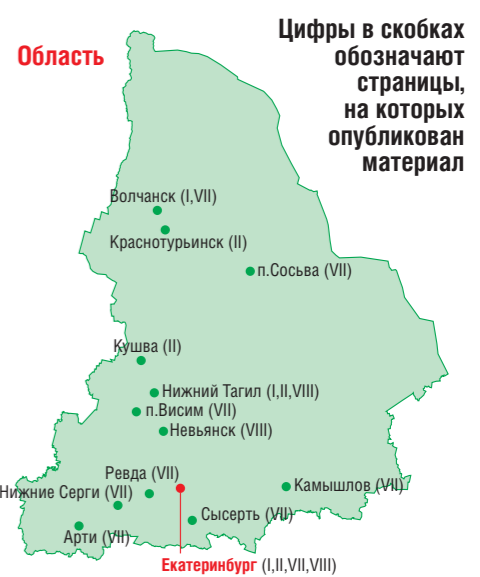 Цифры в скобках
обозначают
страницы,
на которых
опубликован
материал
Область
Волчанск (I,VII)
Краснотурьинск (II)
п.Сосьва (VII)
Кушва (II)
Нижний Тагил (I,II,VIII)
п.Висим (VII)
Невьянск (VIII)
Ревда (VII)
Камышлов (VII)
Нижние Серги (VII)
Сысерть (VII)
Арти (VII)
Екатеринбург (I,II,VII,VIII)